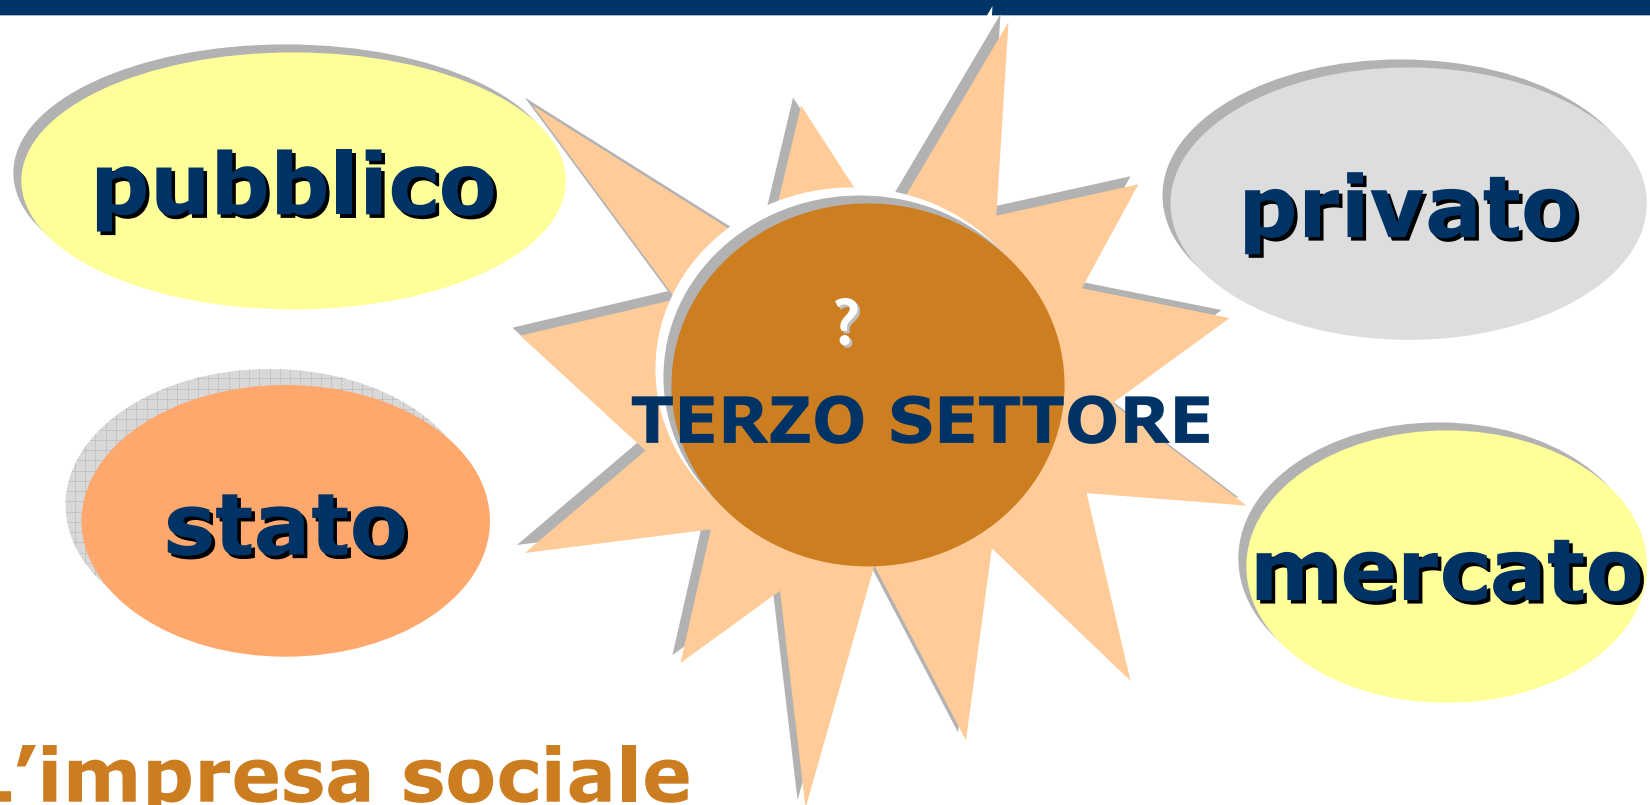 pubblico
privato
?
TERZO SETTORE
stato
mercato
L’impresa sociale